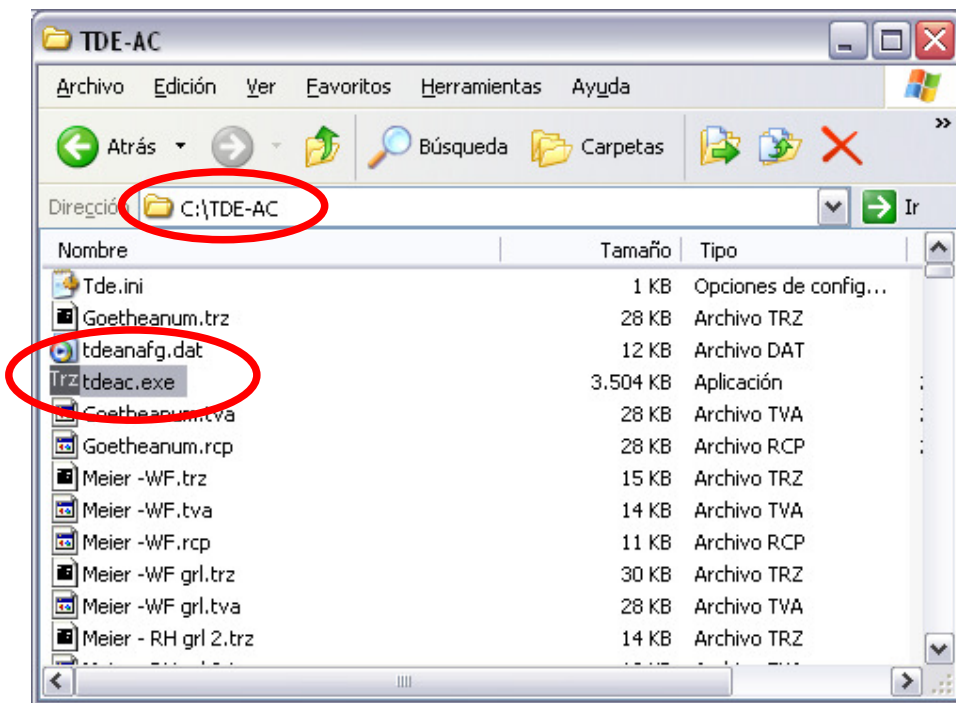 TDE-AC
Archivo Edición Ver Favoritos Herramientas Ayuda
Atrás Búsqueda Carpetas »
Dirección C:\TDE-AC Ir
Nombre Tamaño Tipo
Tde.ini 1 KB Opciones de config...
Goetheanum.trz 28 KB Archivo TRZ
tdeanafg.dat 12 KB Archivo DAT
Trz tdeac.exe 3.504 KB Aplicación
Goetheanum.tva 28 KB Archivo TVA
Goetheanum.rcp 28 KB Archivo RCP
Meier -WF.trz 15 KB Archivo TRZ
Meier -WF.tva 14 KB Archivo TVA
Meier -WF.rcp 11 KB Archivo RCP
Meier -WF grl.trz 30 KB Archivo TRZ
Meier -WF grl.tva 28 KB Archivo TVA
Meier - RH grl 2.trz 14 KB Archivo TRZ